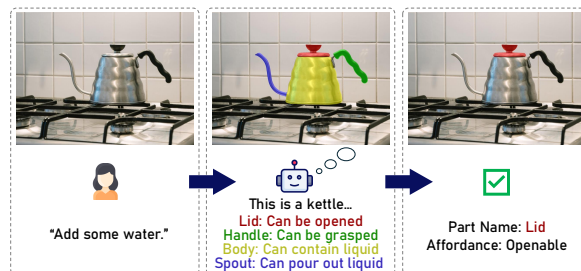 “Add some water.”
This is a kettle...
Lid: Can be opened
Handle: Can be grasped
Body: Can contain liquid
Spout: Can pour out liquid
Part Name: Lid
Affordance: Openable